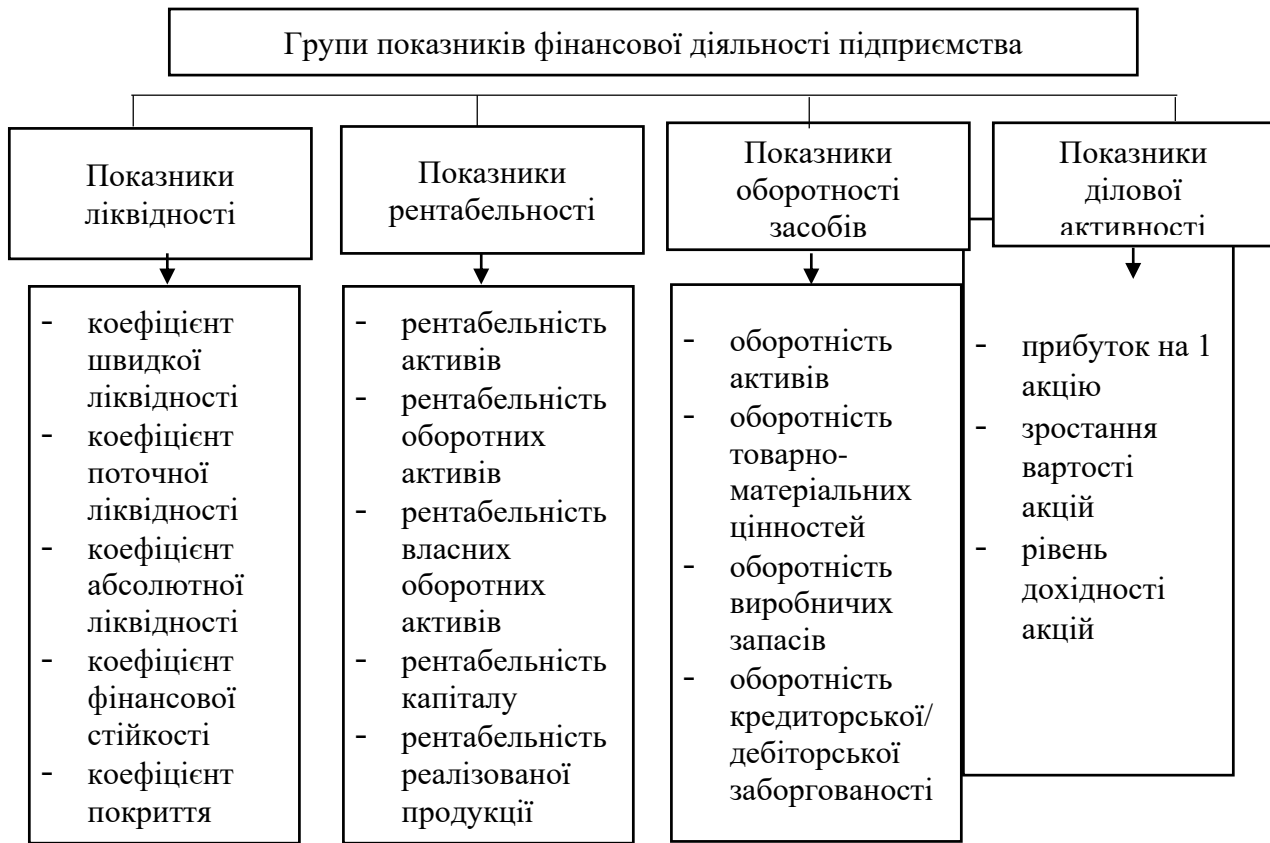 Групи показників фінансової діяльності підприємства
Показники
ліквідності
Показники
рентабельності
Показники
оборотності
засобів
Показники
ділової
активності
- коефіцієнт
швидкої
ліквідності
- коефіцієнт
поточної
ліквідності
- коефіцієнт
абсолютної
ліквідності
- коефіцієнт
фінансової
стійкості
- коефіцієнт
покриття
- рентабельність
активів
- рентабельність
оборотних
активів
- рентабельність
власних
оборотних
активів
- рентабельність
капіталу
- рентабельність
реалізованої
продукції
- оборотність
активів
- оборотність
товарно-
матеріальних
цінностей
- оборотність
виробничих
запасів
- оборотність
кредиторської/
дебіторської
заборгованості
- прибуток на 1
акцію
- зростання
вартості
акцій
- рівень
дохідності
акцій